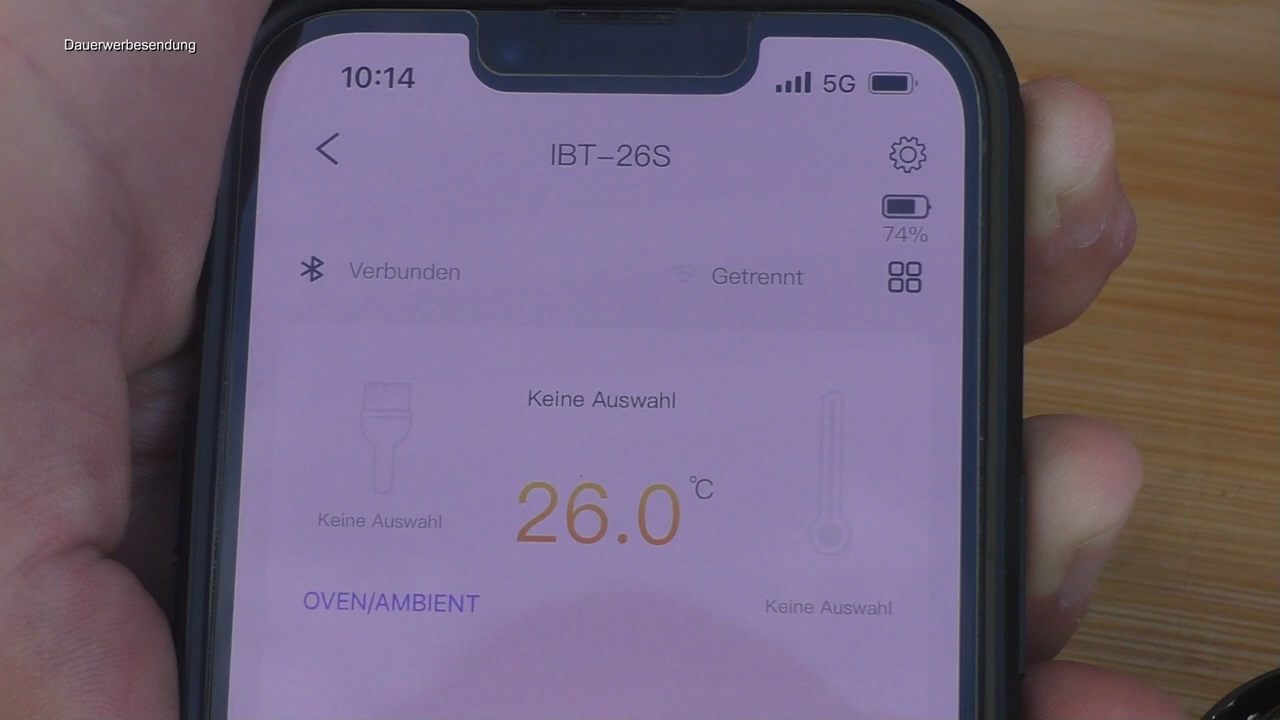 Dauerwerbesendung
10:14
5G
IBT-26S
74%
Verbunden
Getrennt
Keine Auswahl
26.0 °C
Keine Auswahl
OVEN/AMBIENT
Keine Auswahl